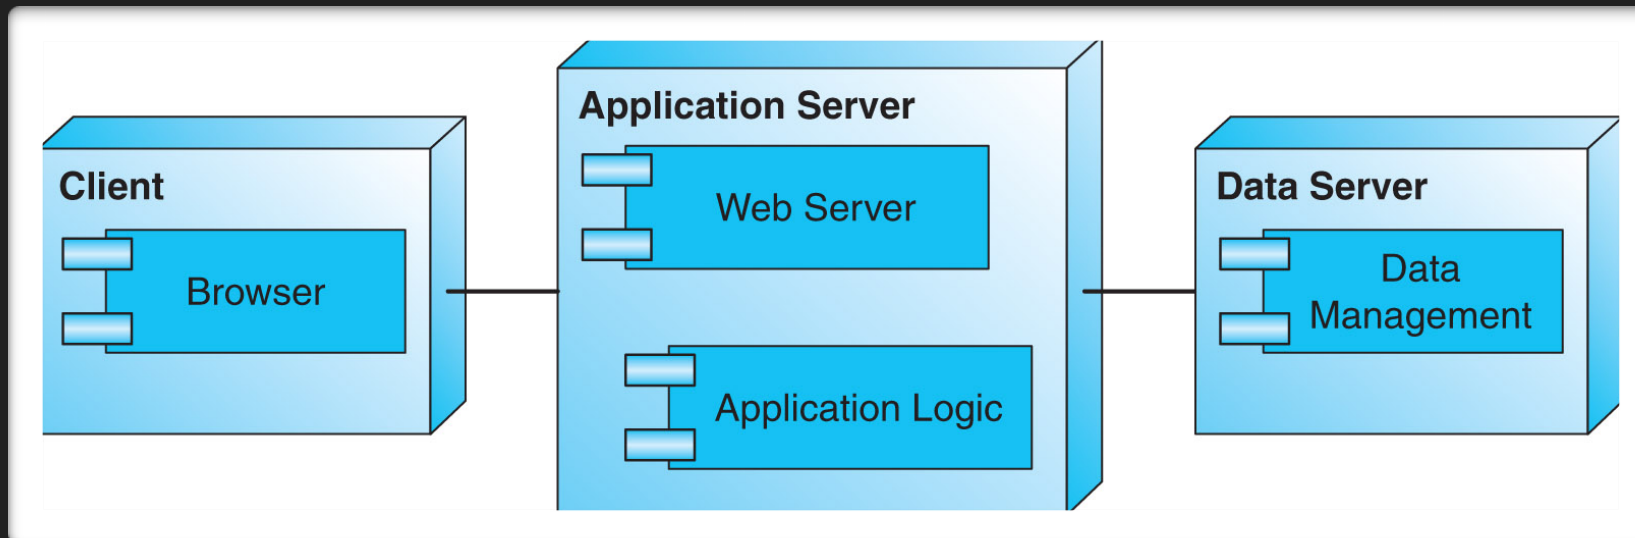 Client
Browser
Application Server
Web Server
Application Logic
Data Server
Data
Management